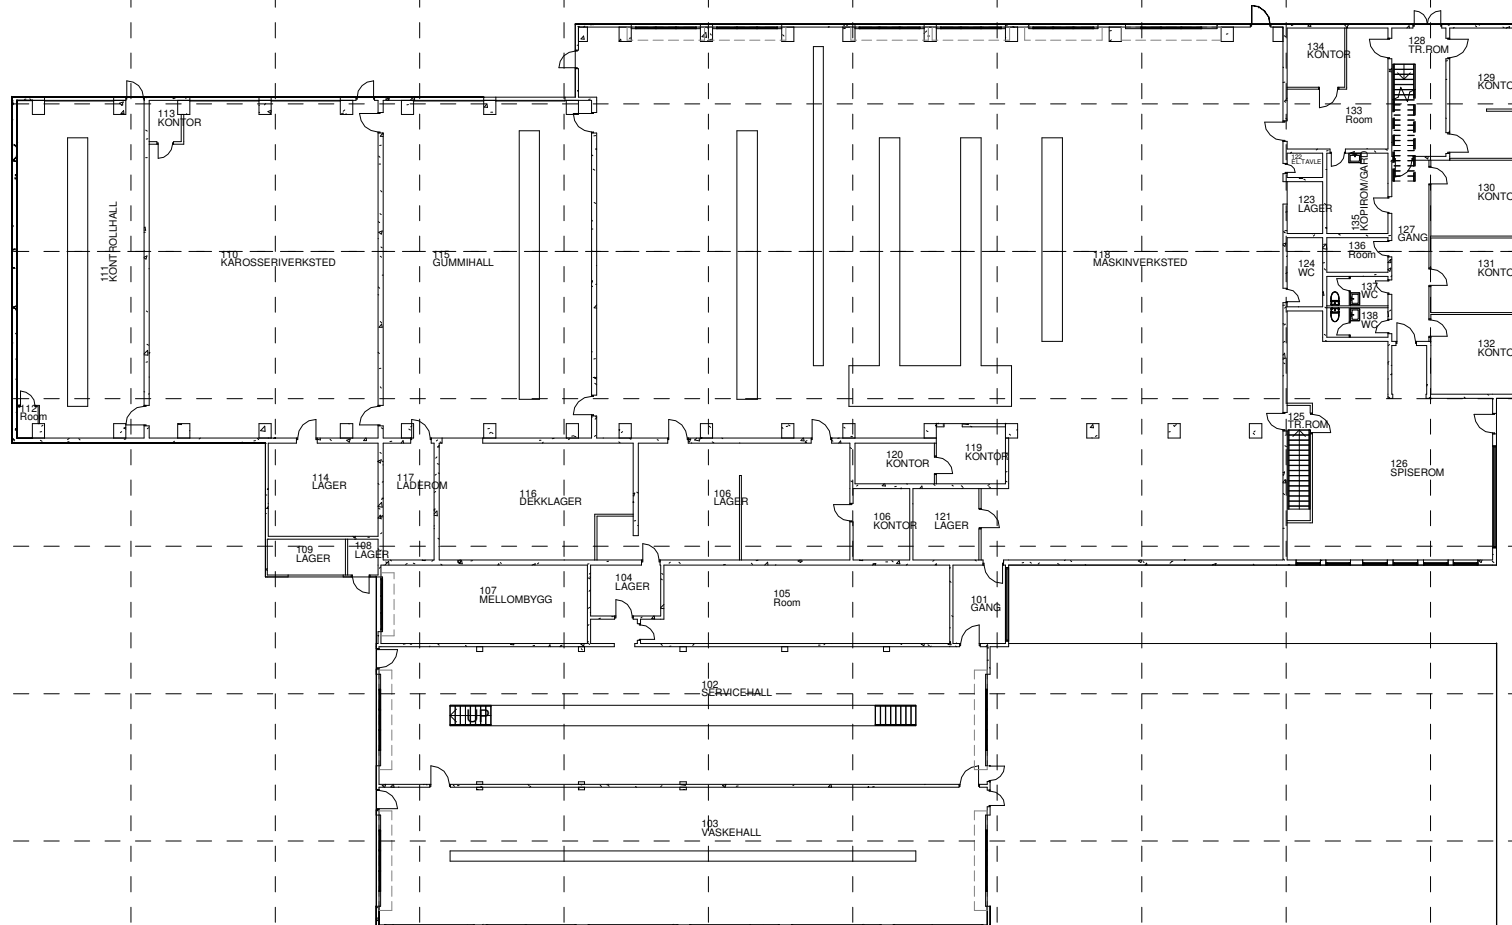 134
KONTOR
128
TR.ROM
129
KONTO
113
KONTOR
133
Room
122
EL.TAVLE
135
KOPIROM/GARD
123
LAGER
130
KONTO
111
KONTROLLHALL
110
KAROSSERIVERKSTED
115
GUMMIHALL
118
MASKINVERKSTED
127
GANG
136
Room
124
WC
131
KONTO
137
WC
138
WC
132
KONTO
112
Room
125
TR.ROM
120
KONTOR
119
KONTOR
126
SPISEROM
114
LAGER
117
LADEROM
116
DEKKLAGER
106
LAGER
106
KONTOR
121
LAGER
109
LAGER
108
LAGER
107
MELLOMBYGG
104
LAGER
105
Room
101
GANG
102
SERVICEHALL
UP
103
VASKEHALL